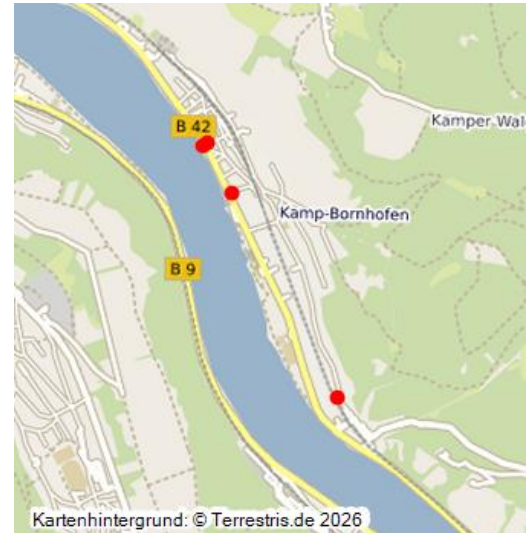 B 42
Kamper Wal
Kamp-Bornhofen
B 9
Kartenhintergrund: © Terrestris.de 2026